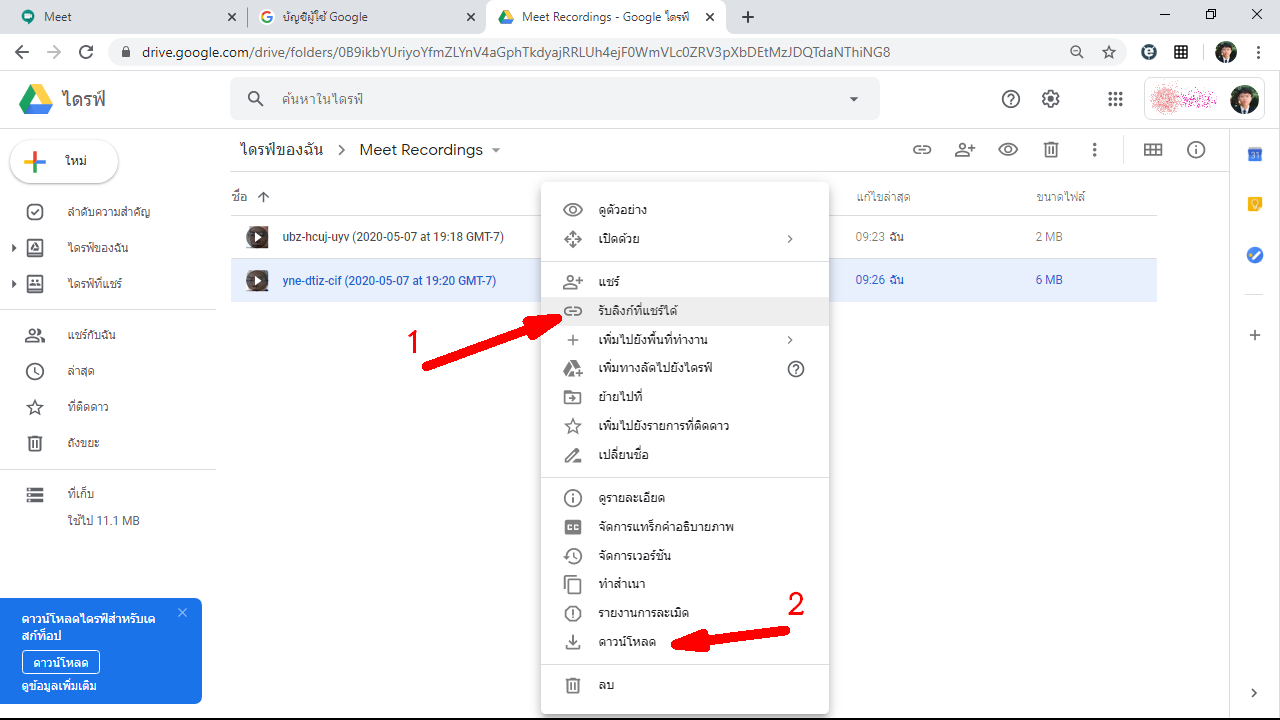 Meet
บัญชีผู้ใช้ Google
Meet Recordings - Google ไดรฟ์
drive.google.com/drive/folders/0B9ikbYUriyoYfmZLYnV4aGphTkdyajRRLUh4ejF0WmVLc0ZRV3pXbDEtMzJDQTdaNThiNG8
ไดรฟ์
ค้นหาในไดรฟ์
ใหม่
ไดรฟ์ของฉัน > Meet Recordings
ชื่อ
แก้ไขล่าสุด
ขนาดไฟล์
ubz-hcuj-uyv (2020-05-07 at 19:18 GMT-7)
09:23 ฉัน
2 MB
yne-dtiz-cif (2020-05-07 at 19:20 GMT-7)
09:26 ฉัน
6 MB
ลำดับความสำคัญ
ไดรฟ์ของฉัน
ไดรฟ์ที่แชร์
แชร์กับฉัน
ล่าสุด
ที่ติดดาว
ถังขยะ
ที่เก็บ
ใช้ไป 11.1 MB
ดาวน์โหลดไดรฟ์สำหรับเด
สก์ท็อป
ดาวน์โหลด
ดูข้อมูลเพิ่มเติม
ดูตัวอย่าง
เปิดด้วย
แชร์
1
รับลิงก์ที่แชร์ได้
เพิ่มไปยังพื้นที่ทำงาน
เพิ่มทางลัดไปยังไดรฟ์
ย้ายไปที่
เพิ่มไปยังรายการที่ติดดาว
เปลี่ยนชื่อ
ดูรายละเอียด
CC
จัดการแทร็กคำอธิบายภาพ
จัดการเวอร์ชัน
ทำสำเนา
รายงานการละเมิด
2
ดาวน์โหลด
ลบ
31